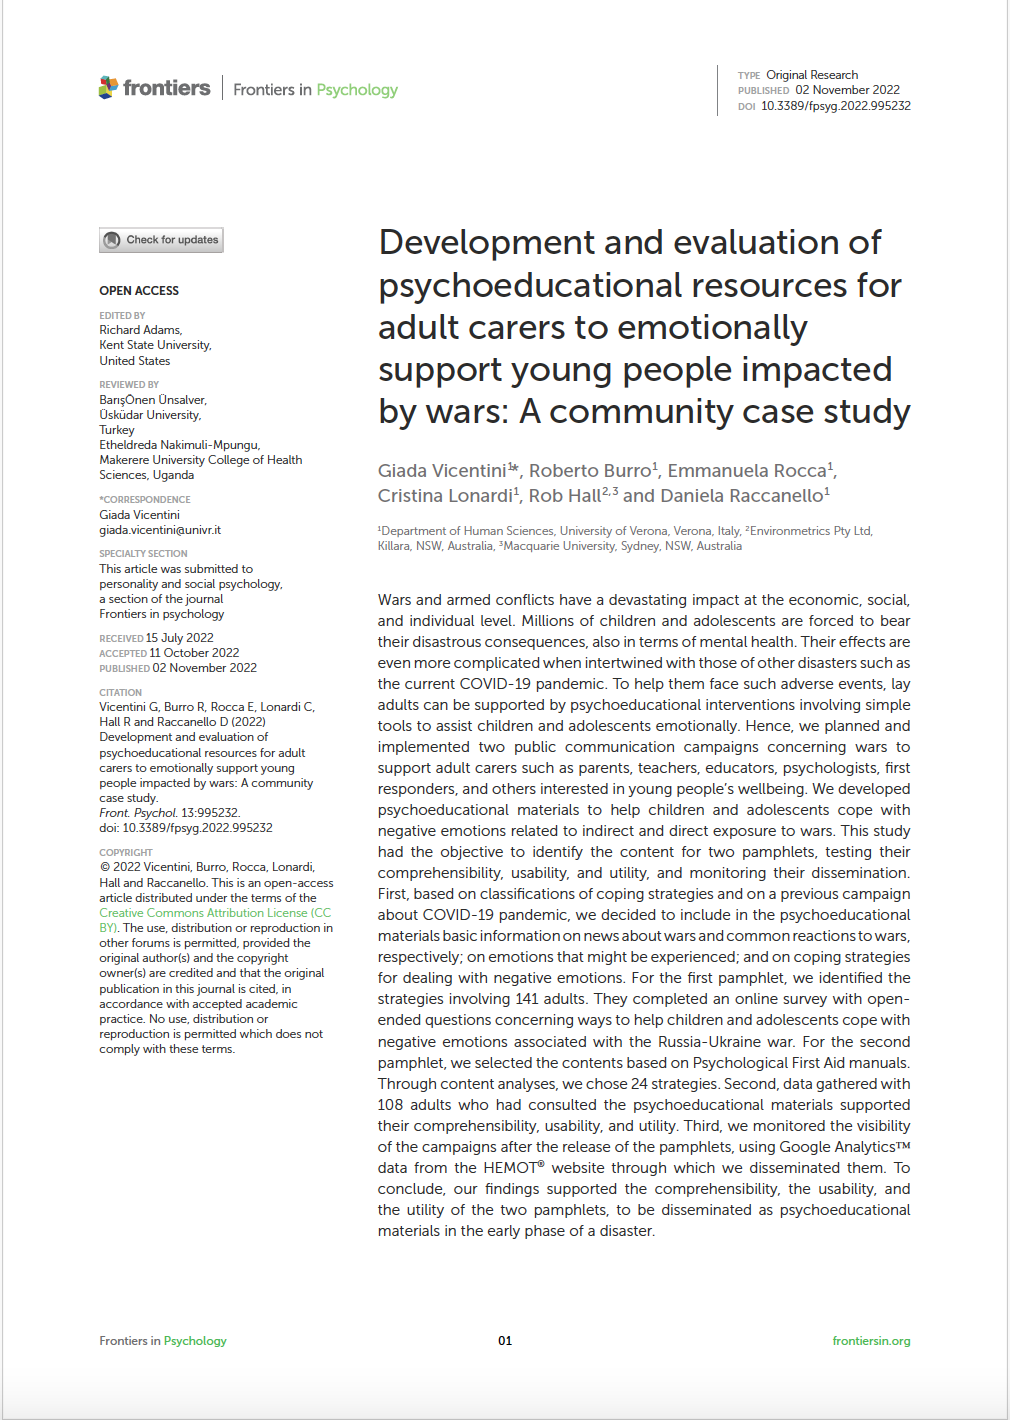 frontiers | Frontiers in Psychology
TYPE Original Research
PUBLISHED 02 November 2022
DOI 10.3389/fpsyg.2022.995232
Check for updates
OPEN ACCESS
EDITED BY
Richard Adams,
Kent State University,
United States
REVIEWED BY
BarışÖnen Ünsalver,
Üsküdar University,
Turkey
Etheldreda Nakimuli-Mpungu,
Makerere University College of Health
Sciences, Uganda
*CORRESPONDENCE
Giada Vicentini
giada.vicentini@univr.it
SPECIALTY SECTION
This article was submitted to
personality and social psychology,
a section of the journal
Frontiers in psychology
RECEIVED 15 July 2022
ACCEPTED 11 October 2022
PUBLISHED 02 November 2022
CITATION
Vicentini G, Burro R, Rocca E, Lonardi C,
Hall R and Raccanello D (2022)
Development and evaluation of
psychoeducational resources for adult
carers to emotionally support young
people impacted by wars: A community
case study.
Front. Psychol. 13:995232.
doi: 10.3389/fpsyg.2022.995232
COPYRIGHT
© 2022 Vicentini, Burro, Rocca, Lonardi,
Hall and Raccanello. This is an open-access
article distributed under the terms of the
Creative Commons Attribution License (CC
BY). The use, distribution or reproduction in
other forums is permitted, provided the
original author(s) and the copyright
owner(s) are credited and that the original
publication in this journal is cited, in
accordance with accepted academic
practice. No use, distribution or
reproduction is permitted which does not
comply with these terms.
Development and evaluation of
psychoeducational resources for
adult carers to emotionally
support young people impacted
by wars: A community case study
Giada Vicentini¹*, Roberto Burro¹, Emmanuela Rocca¹,
Cristina Lonardi¹, Rob Hall²,³ and Daniela Raccanello¹
¹Department of Human Sciences, University of Verona, Verona, Italy, ²Environmetrics Pty Ltd,
Killara, NSW, Australia, ³Macquarie University, Sydney, NSW, Australia
Wars and armed conflicts have a devastating impact at the economic, social,
and individual level. Millions of children and adolescents are forced to bear
their disastrous consequences, also in terms of mental health. Their effects are
even more complicated when intertwined with those of other disasters such as
the current COVID-19 pandemic. To help them face such adverse events, lay
adults can be supported by psychoeducational interventions involving simple
tools to assist children and adolescents emotionally. Hence, we planned and
implemented two public communication campaigns concerning wars to
support adult carers such as parents, teachers, educators, psychologists, first
responders, and others interested in young people's wellbeing. We developed
psychoeducational materials to help children and adolescents cope with
negative emotions related to indirect and direct exposure to wars. This study
had the objective to identify the content for two pamphlets, testing their
comprehensibility, usability, and utility, and monitoring their dissemination.
First, based on classifications of coping strategies and on a previous campaign
about COVID-19 pandemic, we decided to include in the psychoeducational
materials basic information on news about wars and common reactions to wars,
respectively; on emotions that might be experienced; and on coping strategies
for dealing with negative emotions. For the first pamphlet, we identified the
strategies involving 141 adults. They completed an online survey with open-
ended questions concerning ways to help children and adolescents cope with
negative emotions associated with the Russia-Ukraine war. For the second
pamphlet, we selected the contents based on Psychological First Aid manuals.
Through content analyses, we chose 24 strategies. Second, data gathered with
108 adults who had consulted the psychoeducational materials supported
their comprehensibility, usability, and utility. Third, we monitored the visibility
of the campaigns after the release of the pamphlets, using Google Analytics™
data from the HEMOT® website through which we disseminated them. To
conclude, our findings supported the comprehensibility, the usability, and
the utility of the two pamphlets, to be disseminated as psychoeducational
materials in the early phase of a disaster.
Frontiers in Psychology
01
frontiersin.org